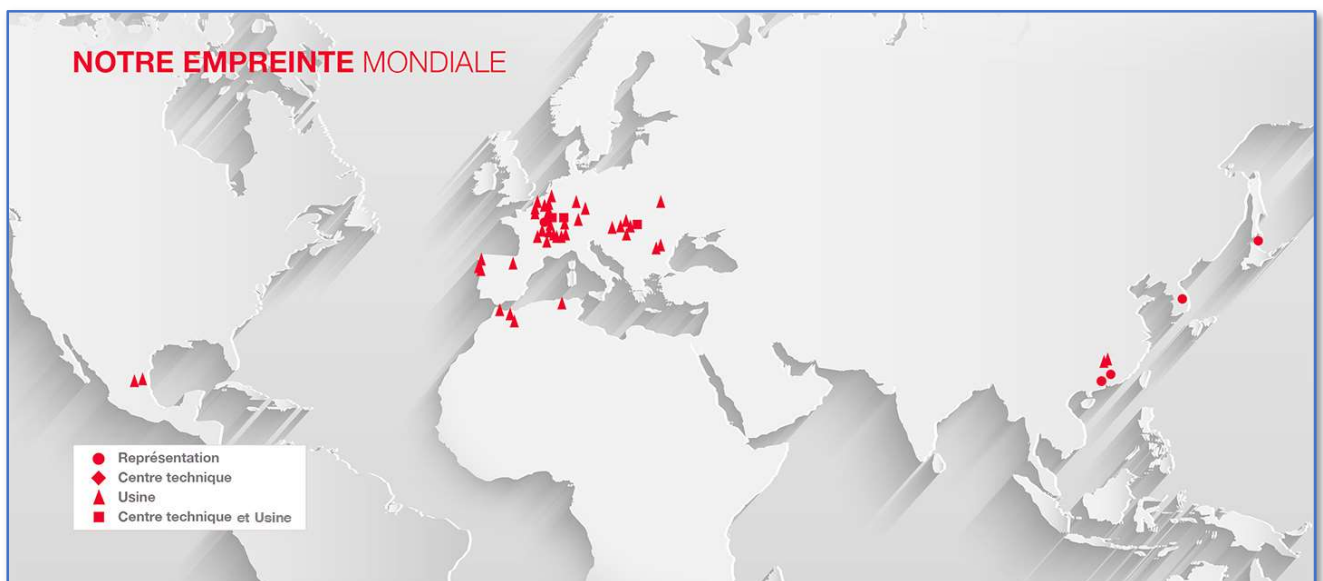 NOTRE EMPREINTE MONDIALE
Représentation
Centre technique
Usine
Centre technique et Usine